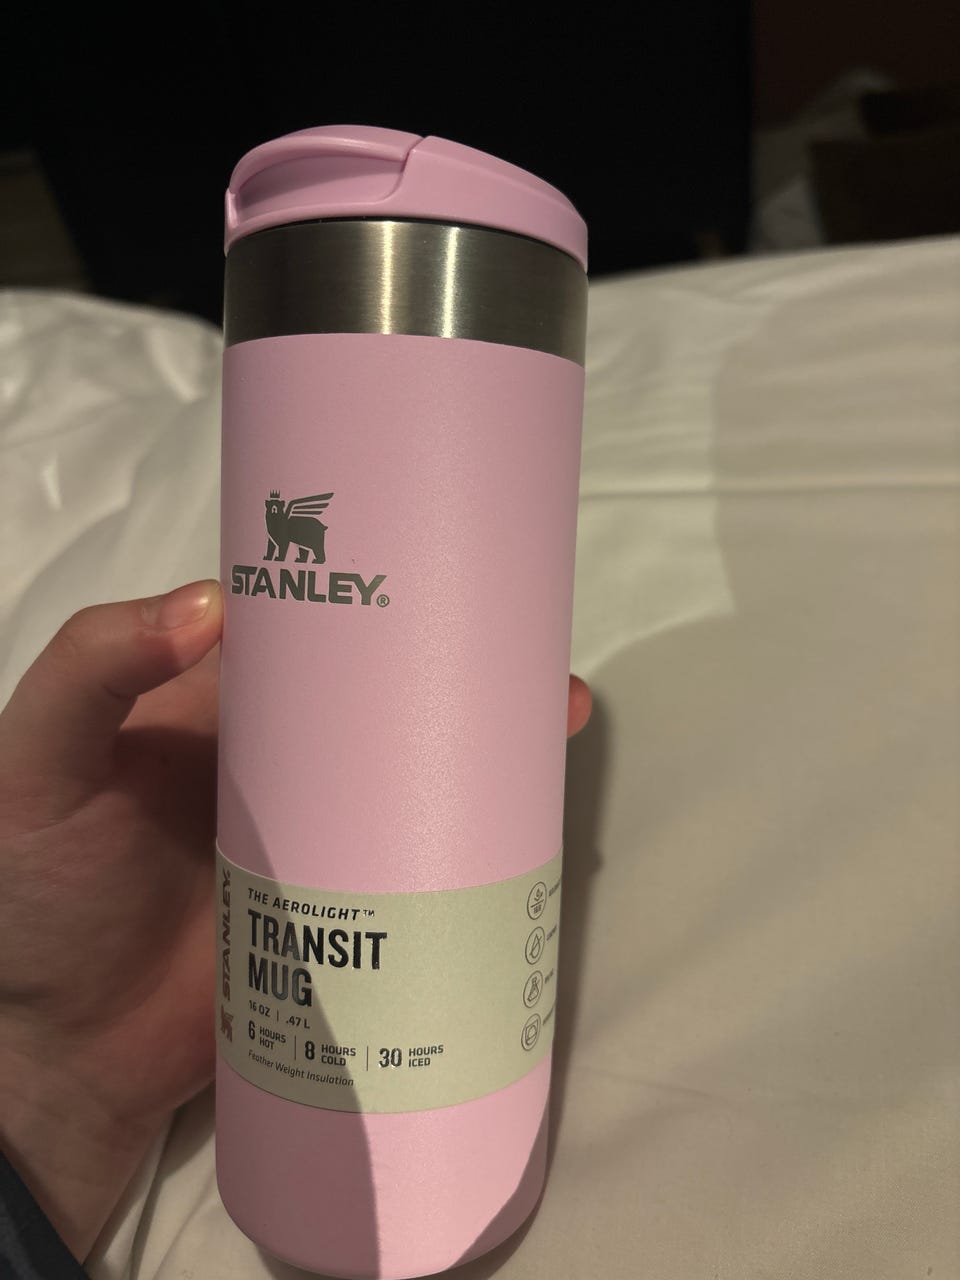 STANLEY®
STANLEY®
THE AEROLIGHT™
TRANSIT
MUG
16 OZ | .47 L
6 HOURS HOT | 8 HOURS COLD | 30 HOURS ICED
Feather Weight Insulation